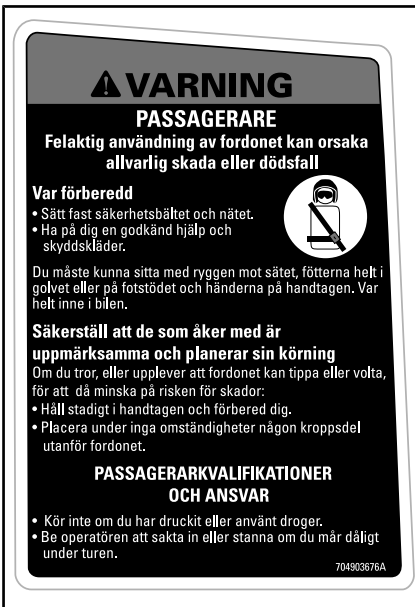 VARNING
PASSAGERARE
Felaktig användning av fordonet kan orsaka
allvarlig skada eller dödsfall
Var förberedd
• Sätt fast säkerhetsbältet och nätet.
• Ha på dig en godkänd hjälp och
skyddskläder.
Du måste kunna sitta med ryggen mot sätet, fötterna helt i
golvet eller på fotstödet och händerna på handtagen. Var
helt inne i bilen.
Säkerställ att de som åker med är
uppmärksamma och planerar sin körning
Om du tror, eller upplever att fordonet kan tippa eller volta,
för att då minska på risken för skador:
• Håll stadigt i handtagen och förbered dig.
• Placera under inga omständigheter någon kroppsdel
utanför fordonet.
PASSAGERARKVALIFIKATIONER
OCH ANSVAR
• Kör inte om du har druckit eller använt droger.
• Be operatören att sakta in eller stanna om du mår dåligt
under turen.
704903676A